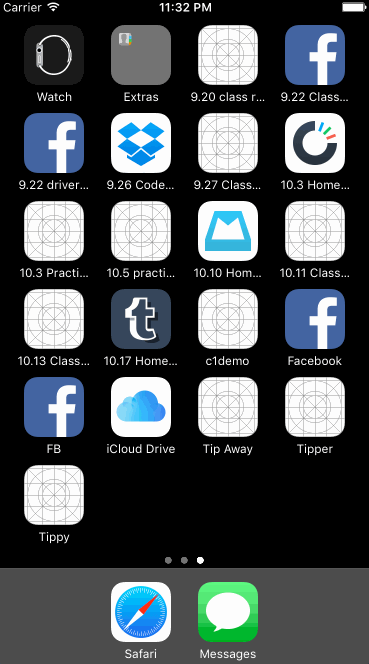 Carrier 11:32 PM
Watch Extras 9.20 class r... 9.22 Class...
9.22 driver... 9.26 Code... 9.27 Class... 10.3 Home...
10.3 Practi... 10.5 practi... 10.10 Hom... 10.11 Class...
10.13 Class... 10.17 Home... c1demo Facebook
FB iCloud Drive Tip Away Tipper
Tippy
Safari Messages